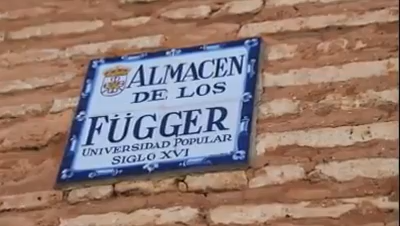 ALMACEN
DE LOS
FÜGGER
UNIVERSIDAD POPULAR
SIGLO XVI